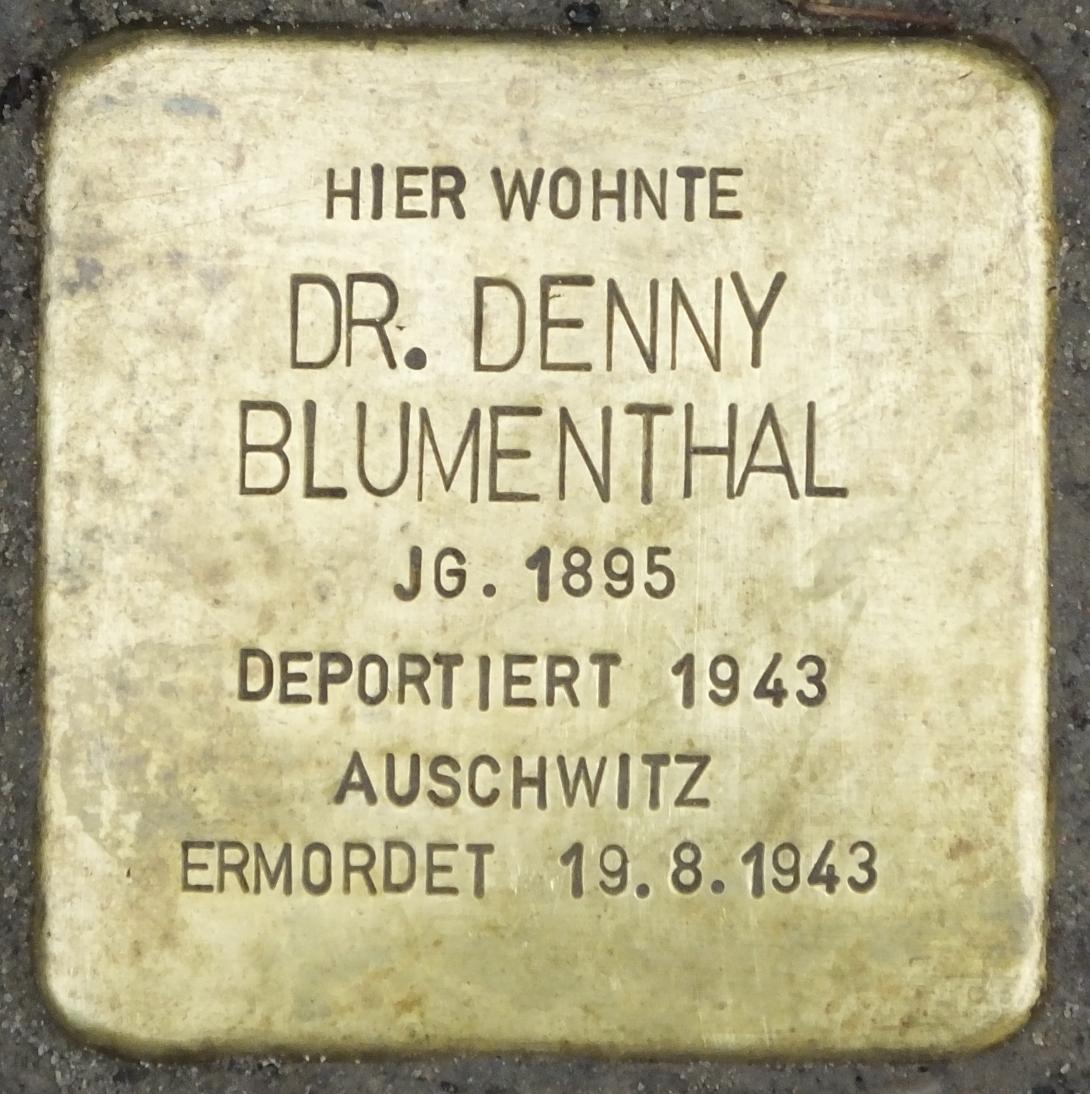 HIER WOHNTE
DR. DENNY
BLUMENTHAL
JG. 1895
DEPORTIERT 1943
AUSCHWITZ
ERMORDET 19.8.1943